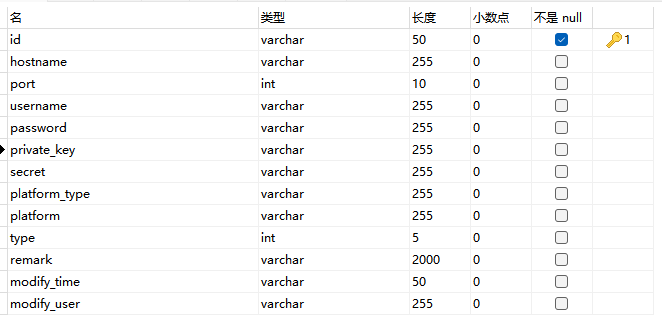 名 类型 长度 小数点 不是 null
id varchar 50 0 1
hostname varchar 255 0
port int 10 0
username varchar 255 0
password varchar 255 0
private_key varchar 255 0
secret varchar 255 0
platform_type varchar 255 0
platform varchar 255 0
type int 5 0
remark varchar 2000 0
modify_time varchar 50 0
modify_user varchar 255 0